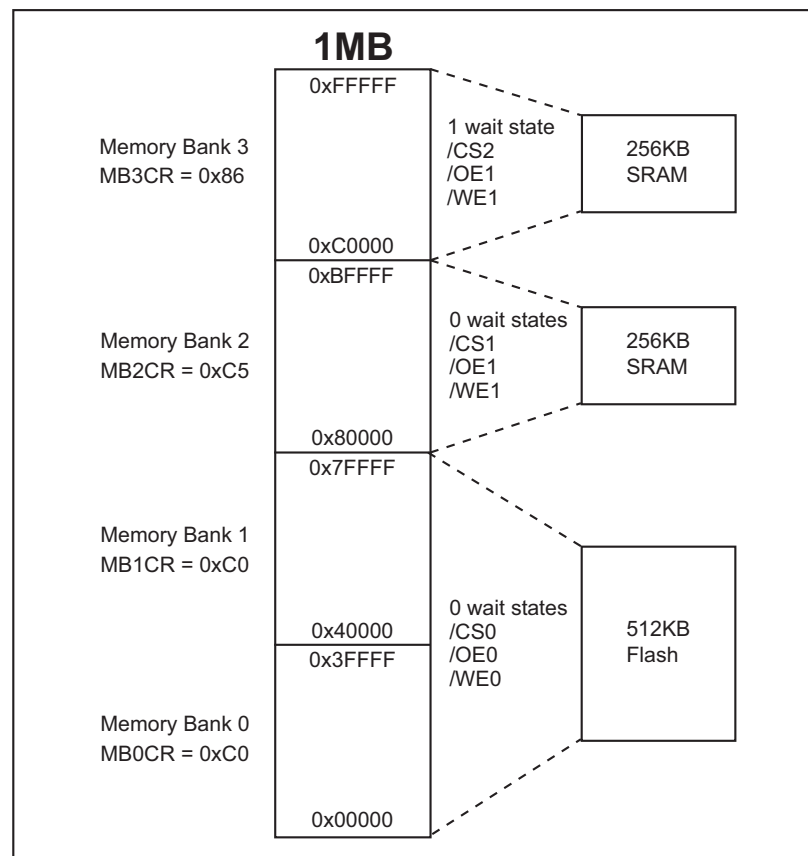 1MB
0xFFFFF
Memory Bank 3
MB3CR = 0x86
1 wait state
/CS2
/OE1
/WE1
256KB
SRAM
0xC0000
0xBFFFF
Memory Bank 2
MB2CR = 0xC5
0 wait states
/CS1
/OE1
/WE1
256KB
SRAM
0x80000
0x7FFFF
Memory Bank 1
MB1CR = 0xC0
0x40000
0x3FFFF
0 wait states
/CS0
/OE0
/WE0
512KB
Flash
Memory Bank 0
MB0CR = 0xC0
0x00000